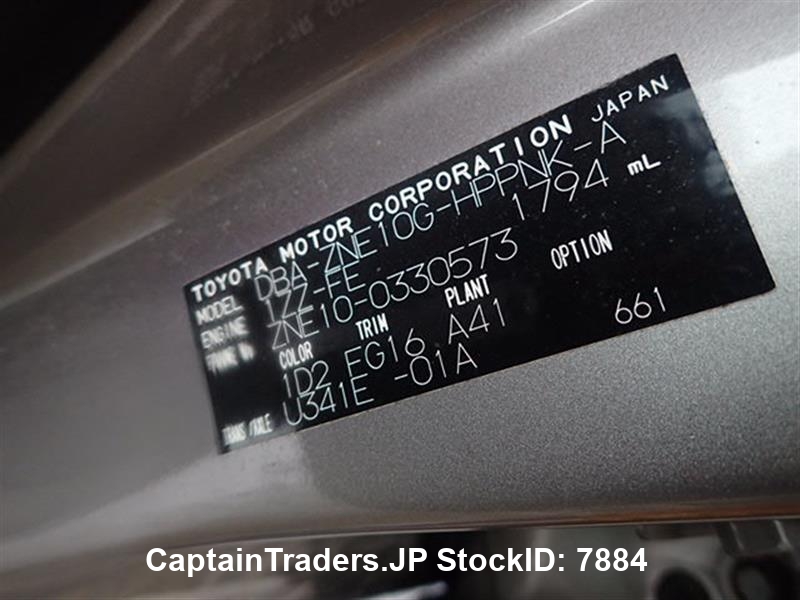 TOYOTA MOTOR CORPORATION JAPAN
MODEL DBA-ZNE10G-HPPNK-A
ENGINE 1ZZ-FE 1794 mL
FRAME No. ZNE10-0330573
COLOR TRIM PLANT OPTION
1D2 FG16 A41 661
TRANS/AXLE U341E -01A
CaptainTraders.JP StockID: 7884